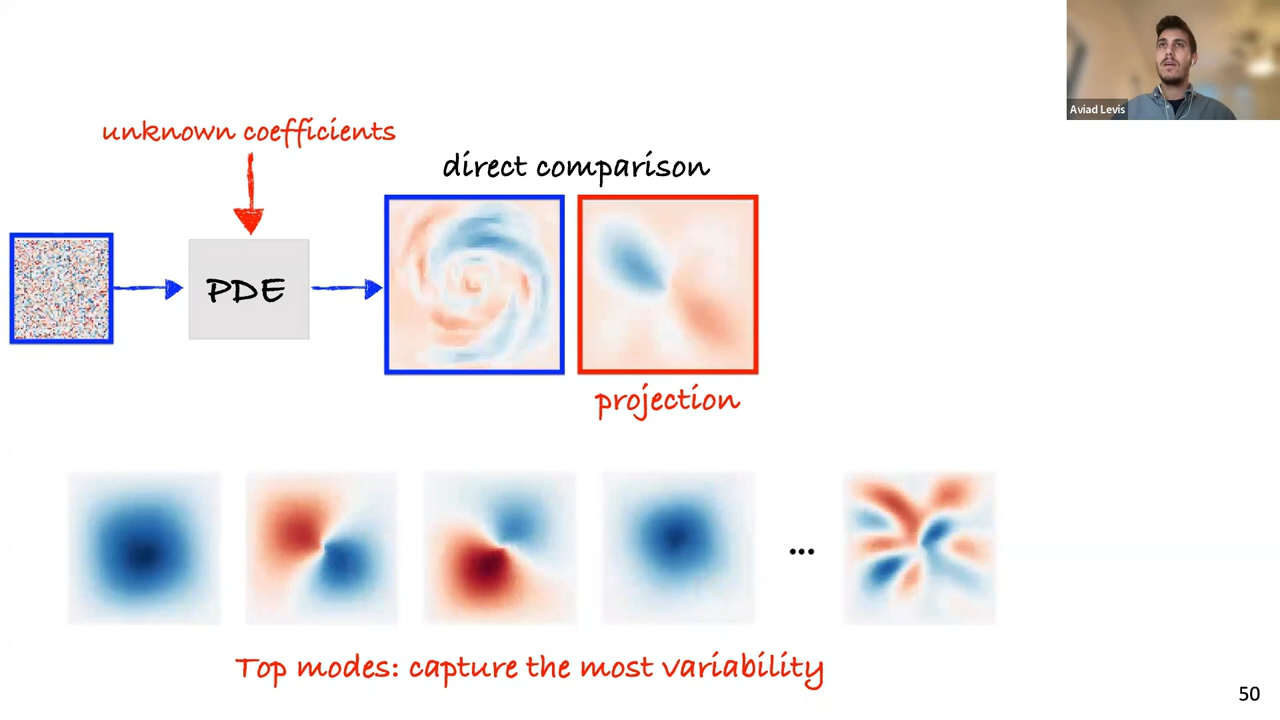 Aviad Levis
unknown coefficients
direct comparison
PDE
projection
...
Top modes: capture the most variability
50